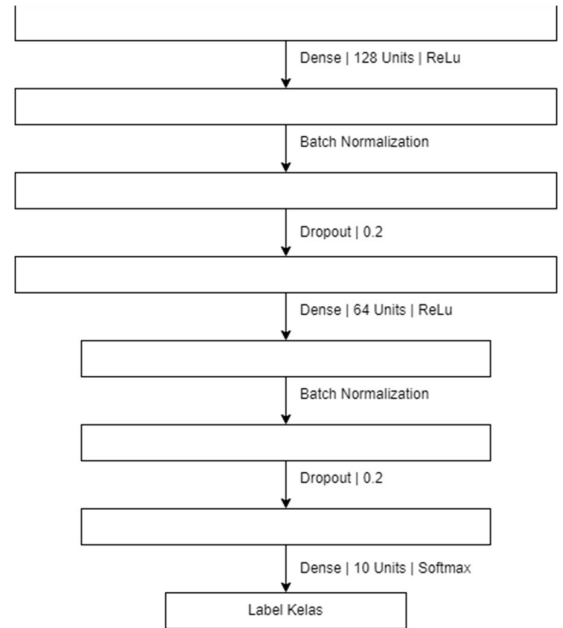 Dense | 128 Units | ReLu
Batch Normalization
Dropout | 0.2
Dense | 64 Units | ReLu
Batch Normalization
Dropout | 0.2
Dense | 10 Units | Softmax
Label Kelas